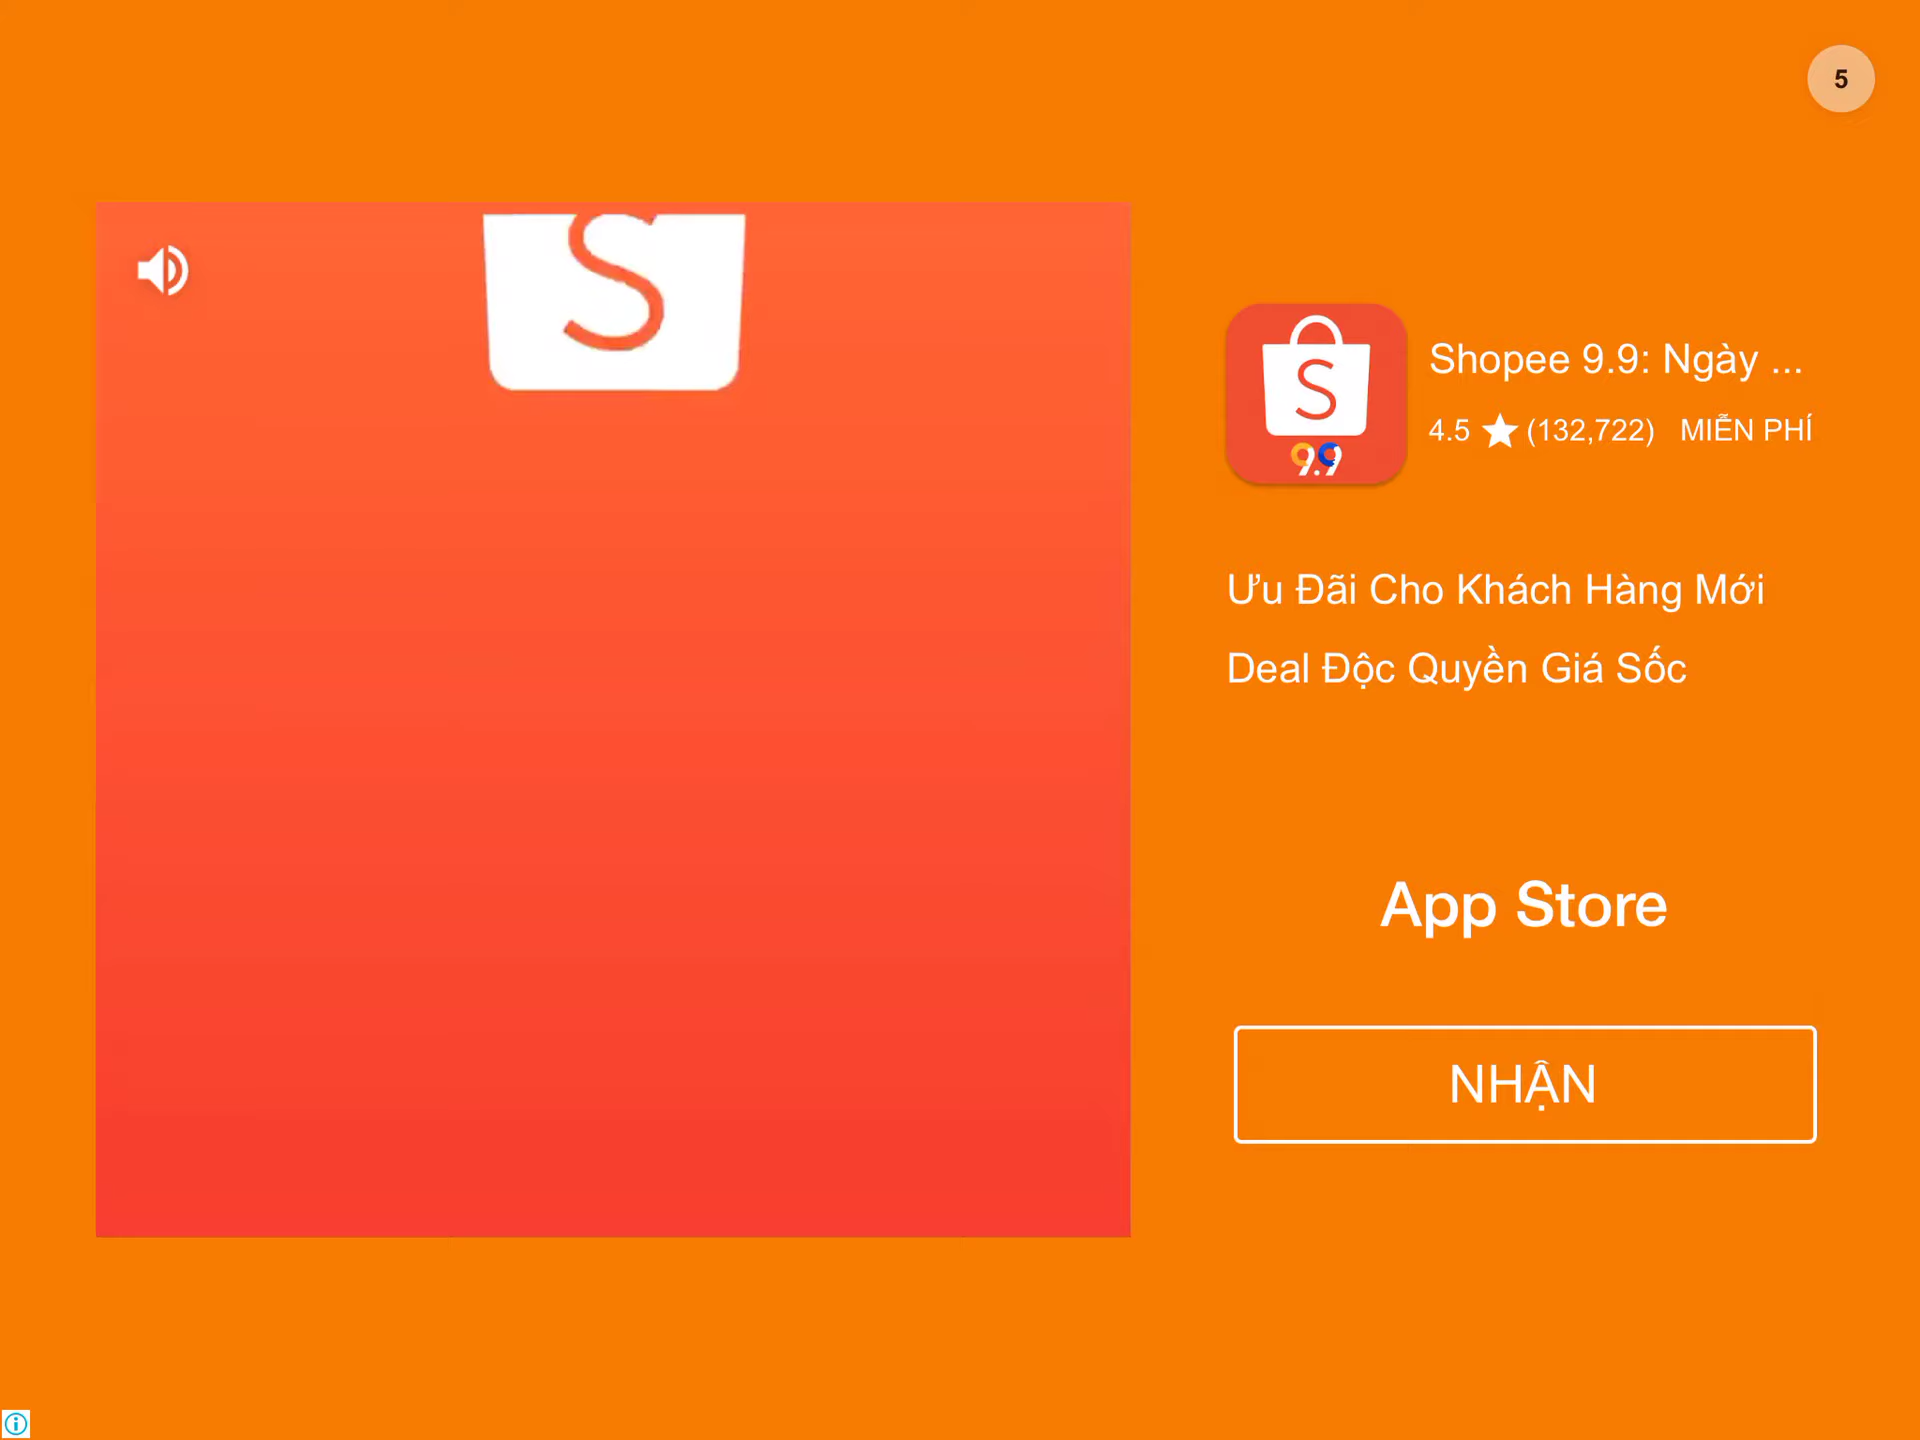 5
S
S
9.9
Shopee 9.9: Ngày ...
4.5 ★ (132,722) MIỄN PHÍ
Ưu Đãi Cho Khách Hàng Mới
Deal Độc Quyền Giá Sốc
App Store
NHẬN